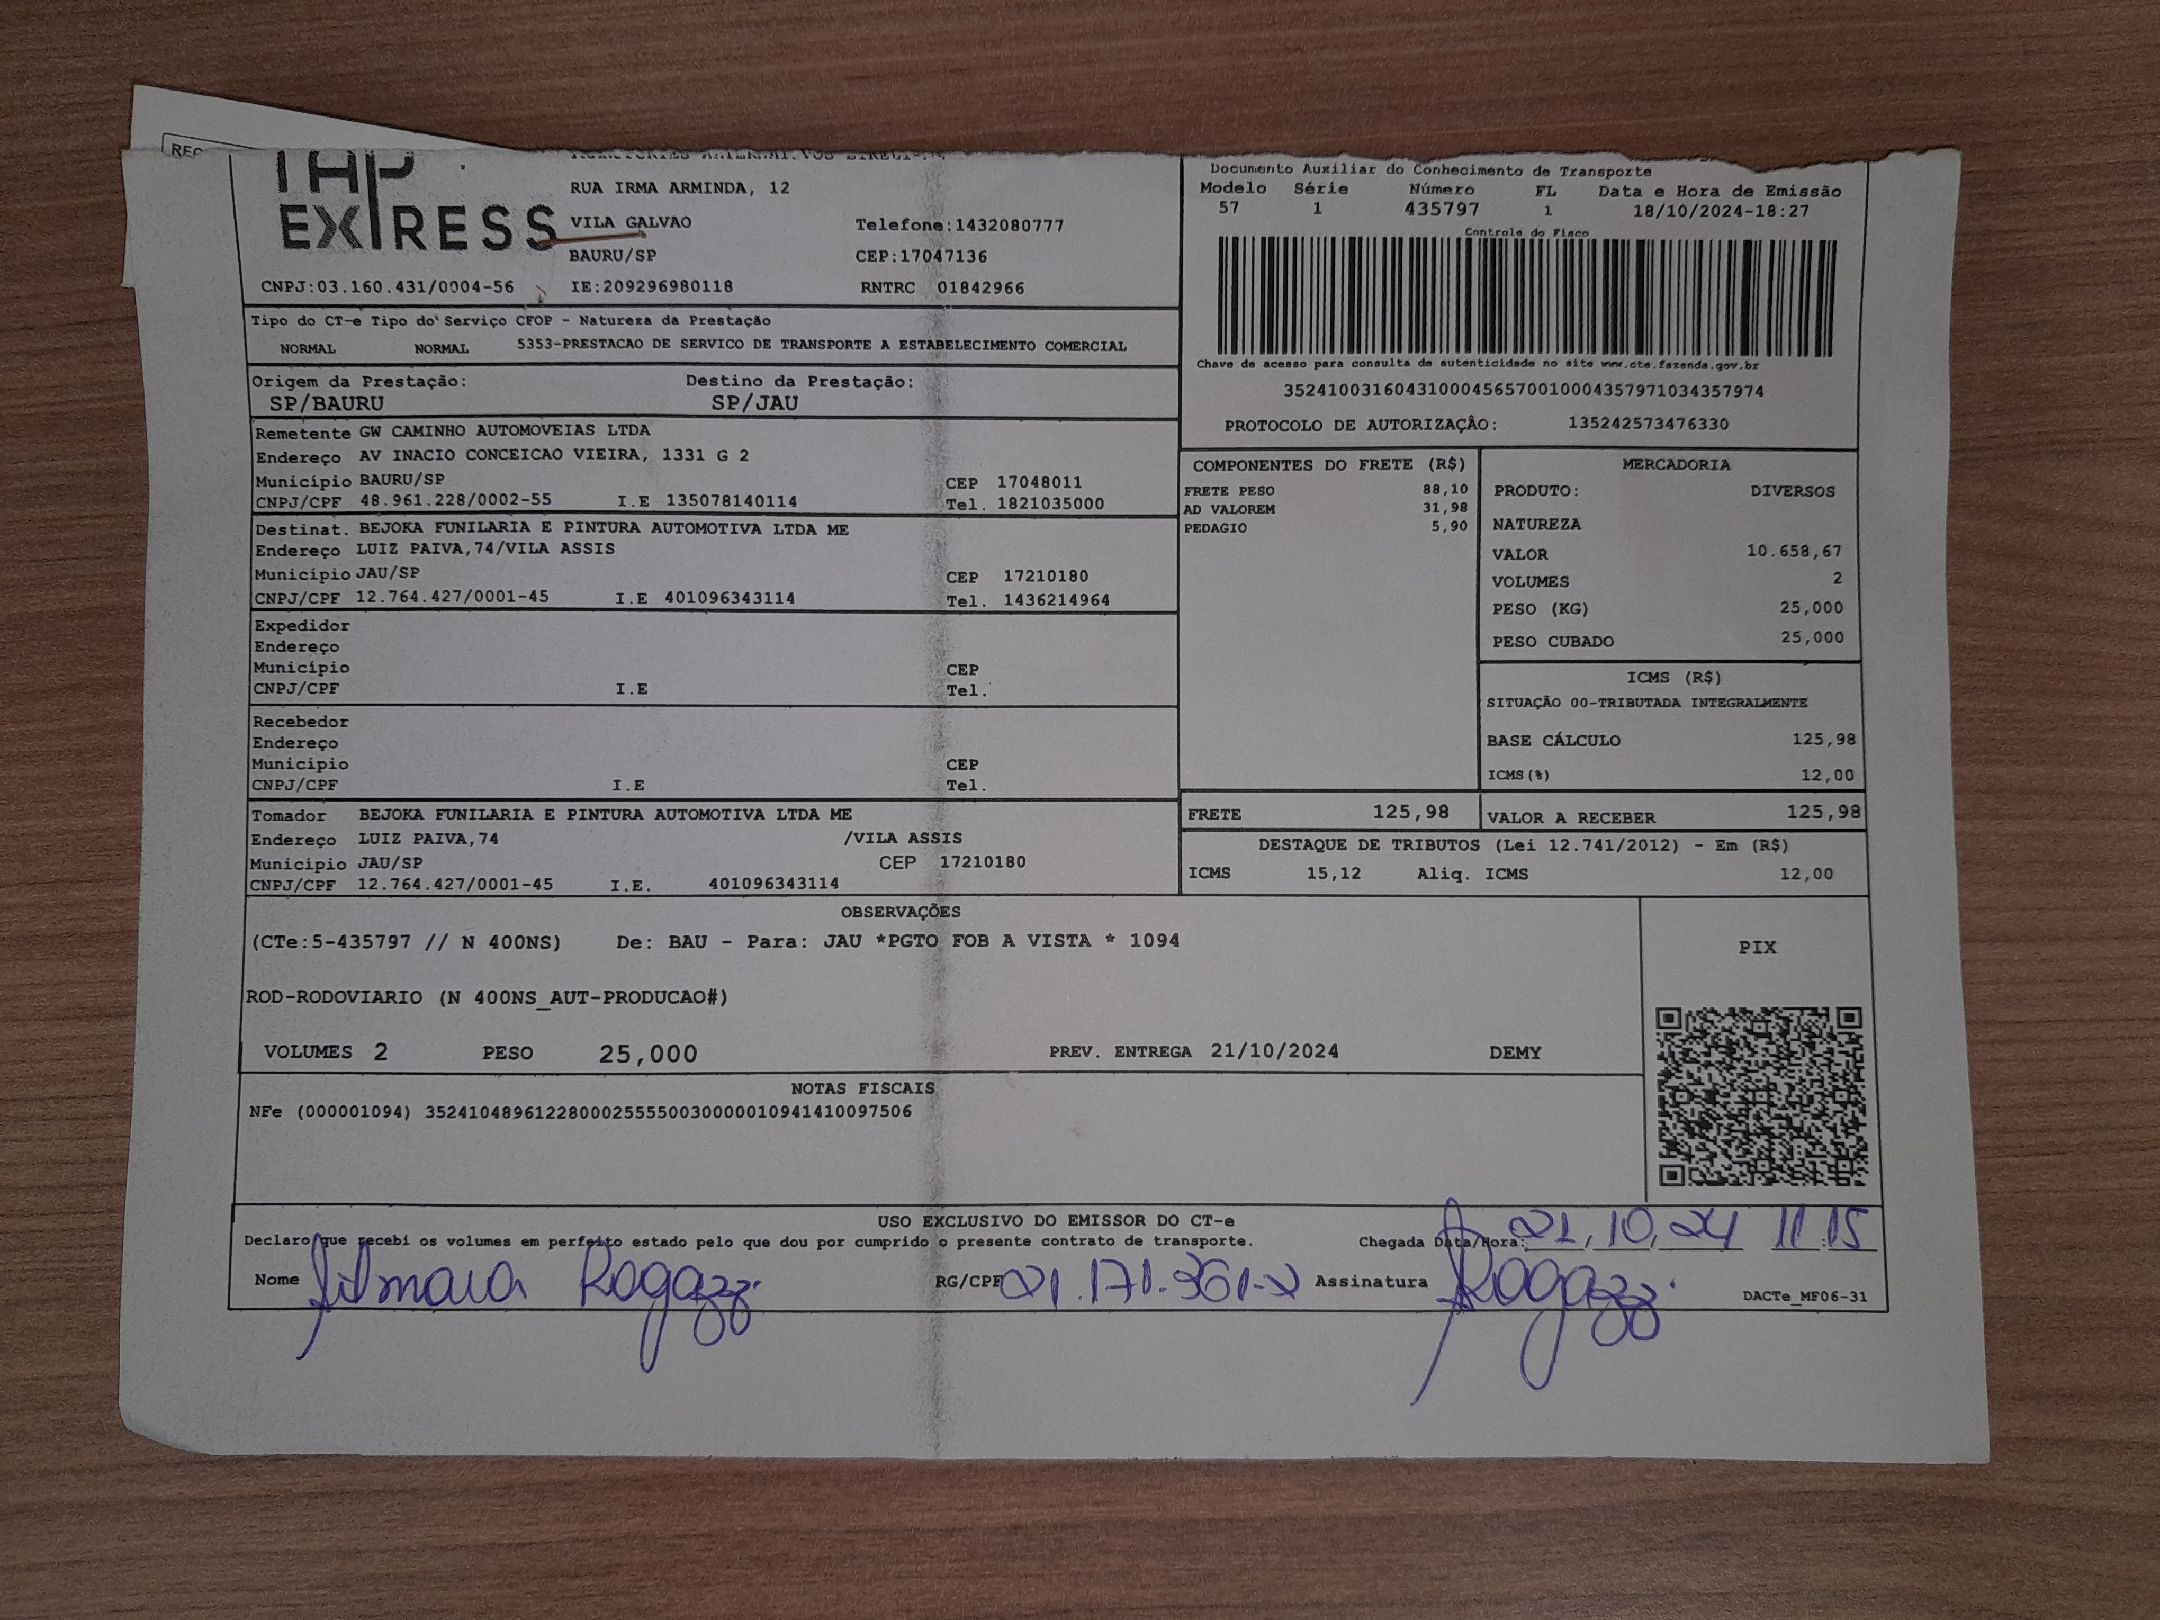 REC
TAP
EXPRESS
RUA IRMA ARMINDA, 12
VILA GALVAO
Telefone:1432080777
BAURU/SP
CEP:17047136
CNPJ:03.160.431/0004-56
IE:209296980118
RNTRC 01842966
Documento Auxiliar do Conhecimento de Transporte
Modelo Série Número FL Data e Hora de Emissão
57 1 435797 1 18/10/2024-18:27
Controle do Fisco
Chave de acesso para consulta de autenticidade no site www.cte.fazenda.gov.br
35241003160431000456570010004357971034357974
PROTOCOLO DE AUTORIZAÇÂO: 135242573476330
Tipo do CT-e Tipo do Serviço CFOP - Natureza da Prestação
NORMAL NORMAL 5353-PRESTACAO DE SERVICO DE TRANSPORTE A ESTABELECIMENTO COMERCIAL
Origem da Prestação: Destino da Prestação:
SP/BAURU SP/JAU
Remetente GW CAMINHO AUTOMOVEIAS LTDA
Endereço AV INACIO CONCEICAO VIEIRA, 1331 G 2
Município BAURU/SP CEP 17048011
CNPJ/CPF 48.961.228/0002-55 I.E 135078140114 Tel. 1821035000
Destinat. BEJOKA FUNILARIA E PINTURA AUTOMOTIVA LTDA ME
Endereço LUIZ PAIVA,74/VILA ASSIS
Município JAU/SP CEP 17210180
CNPJ/CPF 12.764.427/0001-45 I.E 401096343114 Tel. 1436214964
Expedidor
Endereço
Município CEP
CNPJ/CPF I.E Tel.
Recebedor
Endereço
Município CEP
CNPJ/CPF I.E Tel.
Tomador BEJOKA FUNILARIA E PINTURA AUTOMOTIVA LTDA ME
Endereço LUIZ PAIVA,74 /VILA ASSIS
Município JAU/SP CEP 17210180
CNPJ/CPF 12.764.427/0001-45 I.E. 401096343114
COMPONENTES DO FRETE (R$)
FRETE PESO 88,10
AD VALOREM 31,98
PEDAGIO 5,90
MERCADORIA
PRODUTO: DIVERSOS
NATUREZA
VALOR 10.658,67
VOLUMES 2
PESO (KG) 25,000
PESO CUBADO 25,000
ICMS (R$)
SITUAÇÃO 00-TRIBUTADA INTEGRALMENTE
BASE CÁLCULO 125,98
ICMS(%) 12,00
FRETE 125,98 VALOR A RECEBER 125,98
DESTAQUE DE TRIBUTOS (Lei 12.741/2012) - Em (R$)
ICMS 15,12 Aliq. ICMS 12,00
OBSERVAÇÕES
(CTe:5-435797 // N 400NS) De: BAU - Para: JAU *PGTO FOB A VISTA * 1094
ROD-RODOVIARIO (N 400NS_AUT-PRODUCAO#)
VOLUMES 2 PESO 25,000 PREV. ENTREGA 21/10/2024 DEMY
PIX
NOTAS FISCAIS
NFe (000001094) 35241048961228000255550030000010941410097506
USO EXCLUSIVO DO EMISSOR DO CT-e
Declaro que recebi os volumes em perfeito estado pelo que dou por cumprido o presente contrato de transporte.
Chegada Data/Hora: 21/10/24 11:15
Nome Silmara Ragazzi RG/CPF 21.171.361-x Assinatura Ragazzi
DACTe_MF06-31